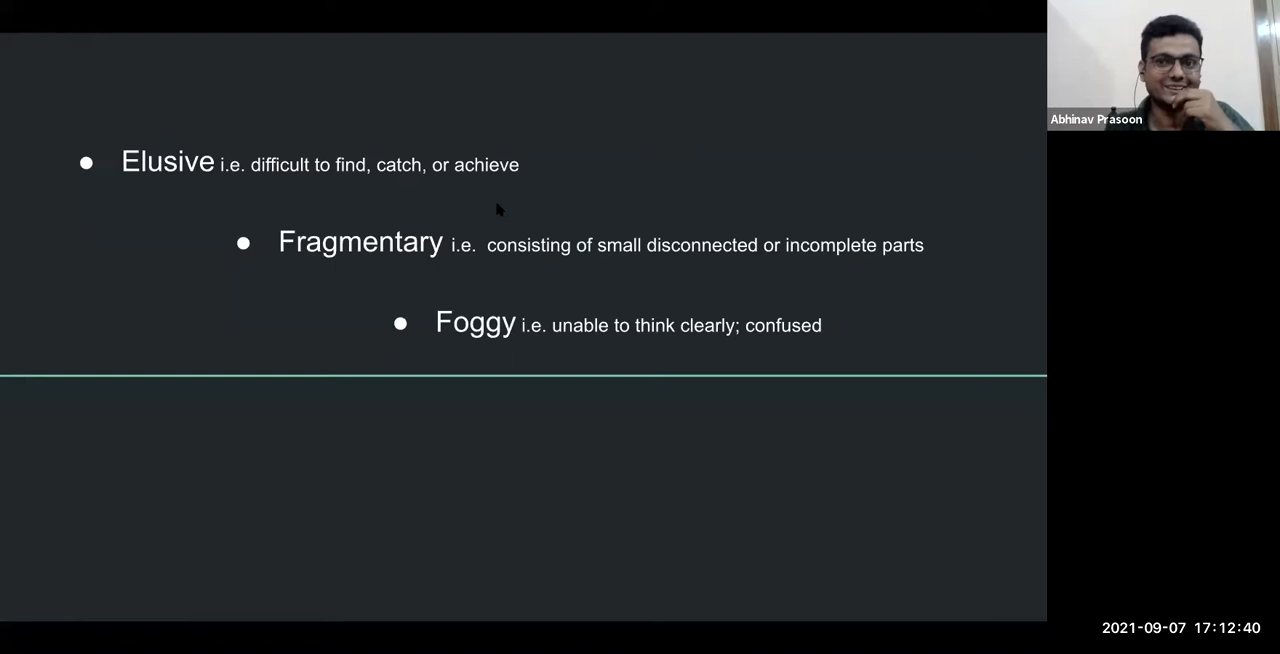 Abhinav Prasoon
● Elusive i.e. difficult to find, catch, or achieve
● Fragmentary i.e. consisting of small disconnected or incomplete parts
● Foggy i.e. unable to think clearly; confused
2021-09-07 17:12:40